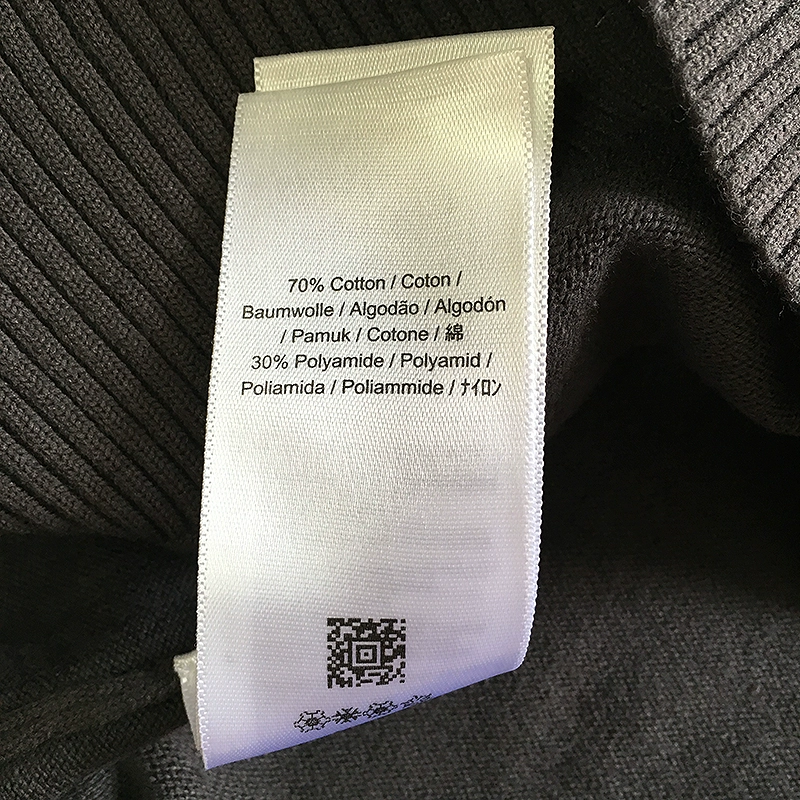 70% Cotton / Coton /
Baumwolle / Algodão / Algodón
/ Pamuk / Cotone / 綿
30% Polyamide / Polyamid /
Poliamida / Poliammide / ﾅｲﾛﾝ